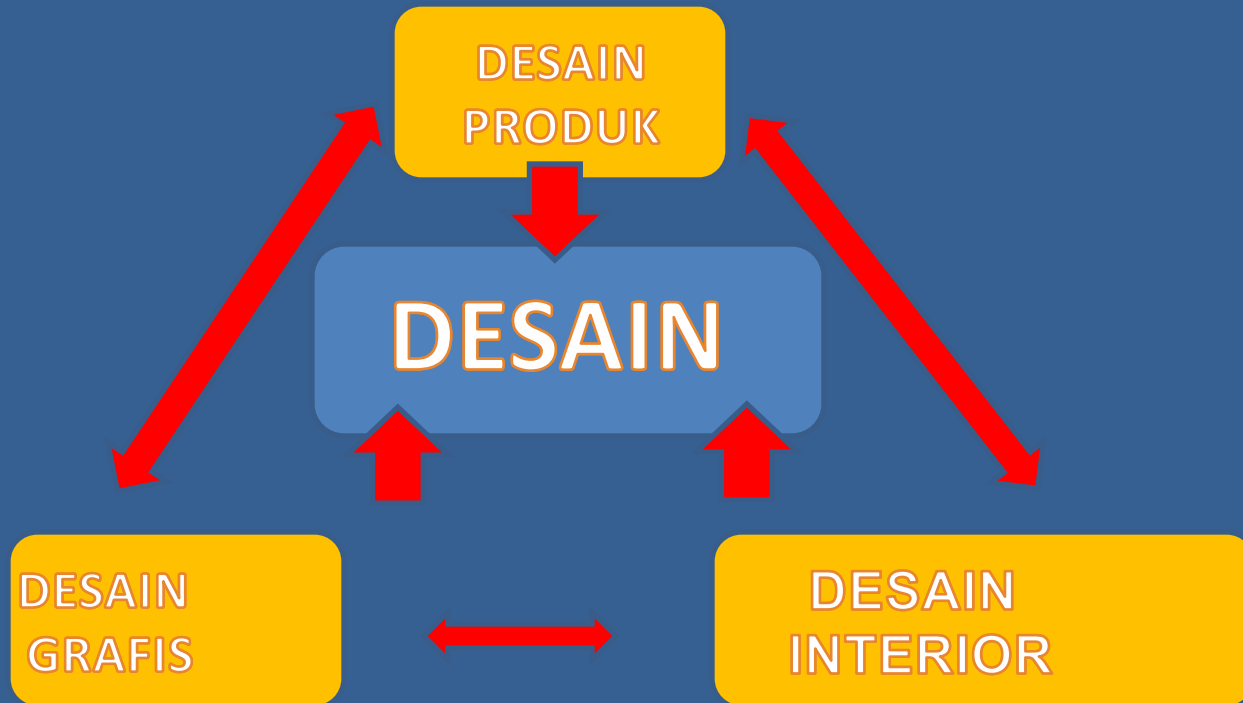 DESAIN
PRODUK
DESAIN
DESAIN
GRAFIS
DESAIN
INTERIOR